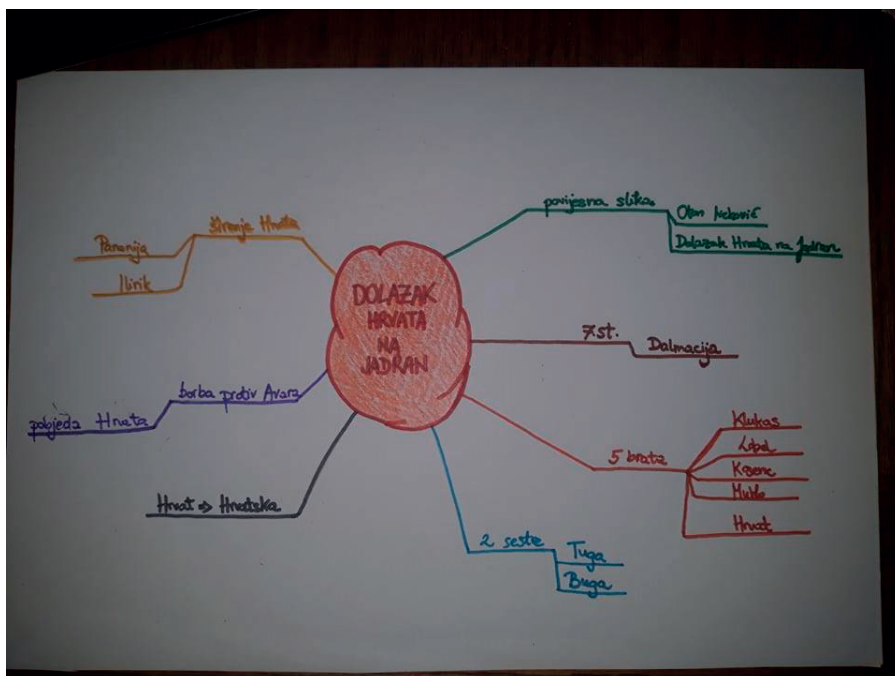 DOLAZAK
HRVATA
NA
JADRAN
povijesna slika
Oton Iveković
Dolazak Hrvata na Jadran
7.st.
Dalmacija
5 braće
Klukas
Lobel
Kosenc
Muhlo
Hrvat
2 sestre
Tuga
Buga
Hrvat => Hrvatska
borba protiv Avara
pobjeda Hrvata
širenje Hrvata
Panonija
Ilirik